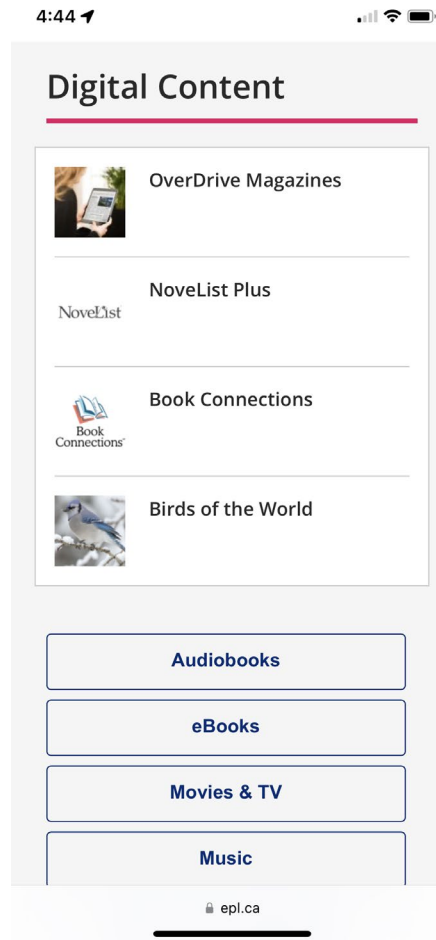 4:44
Digital Content
OverDrive Magazines
NoveList
NoveList Plus
Book
Connections
Book Connections
Birds of the World
Audiobooks
eBooks
Movies & TV
Music
epl.ca